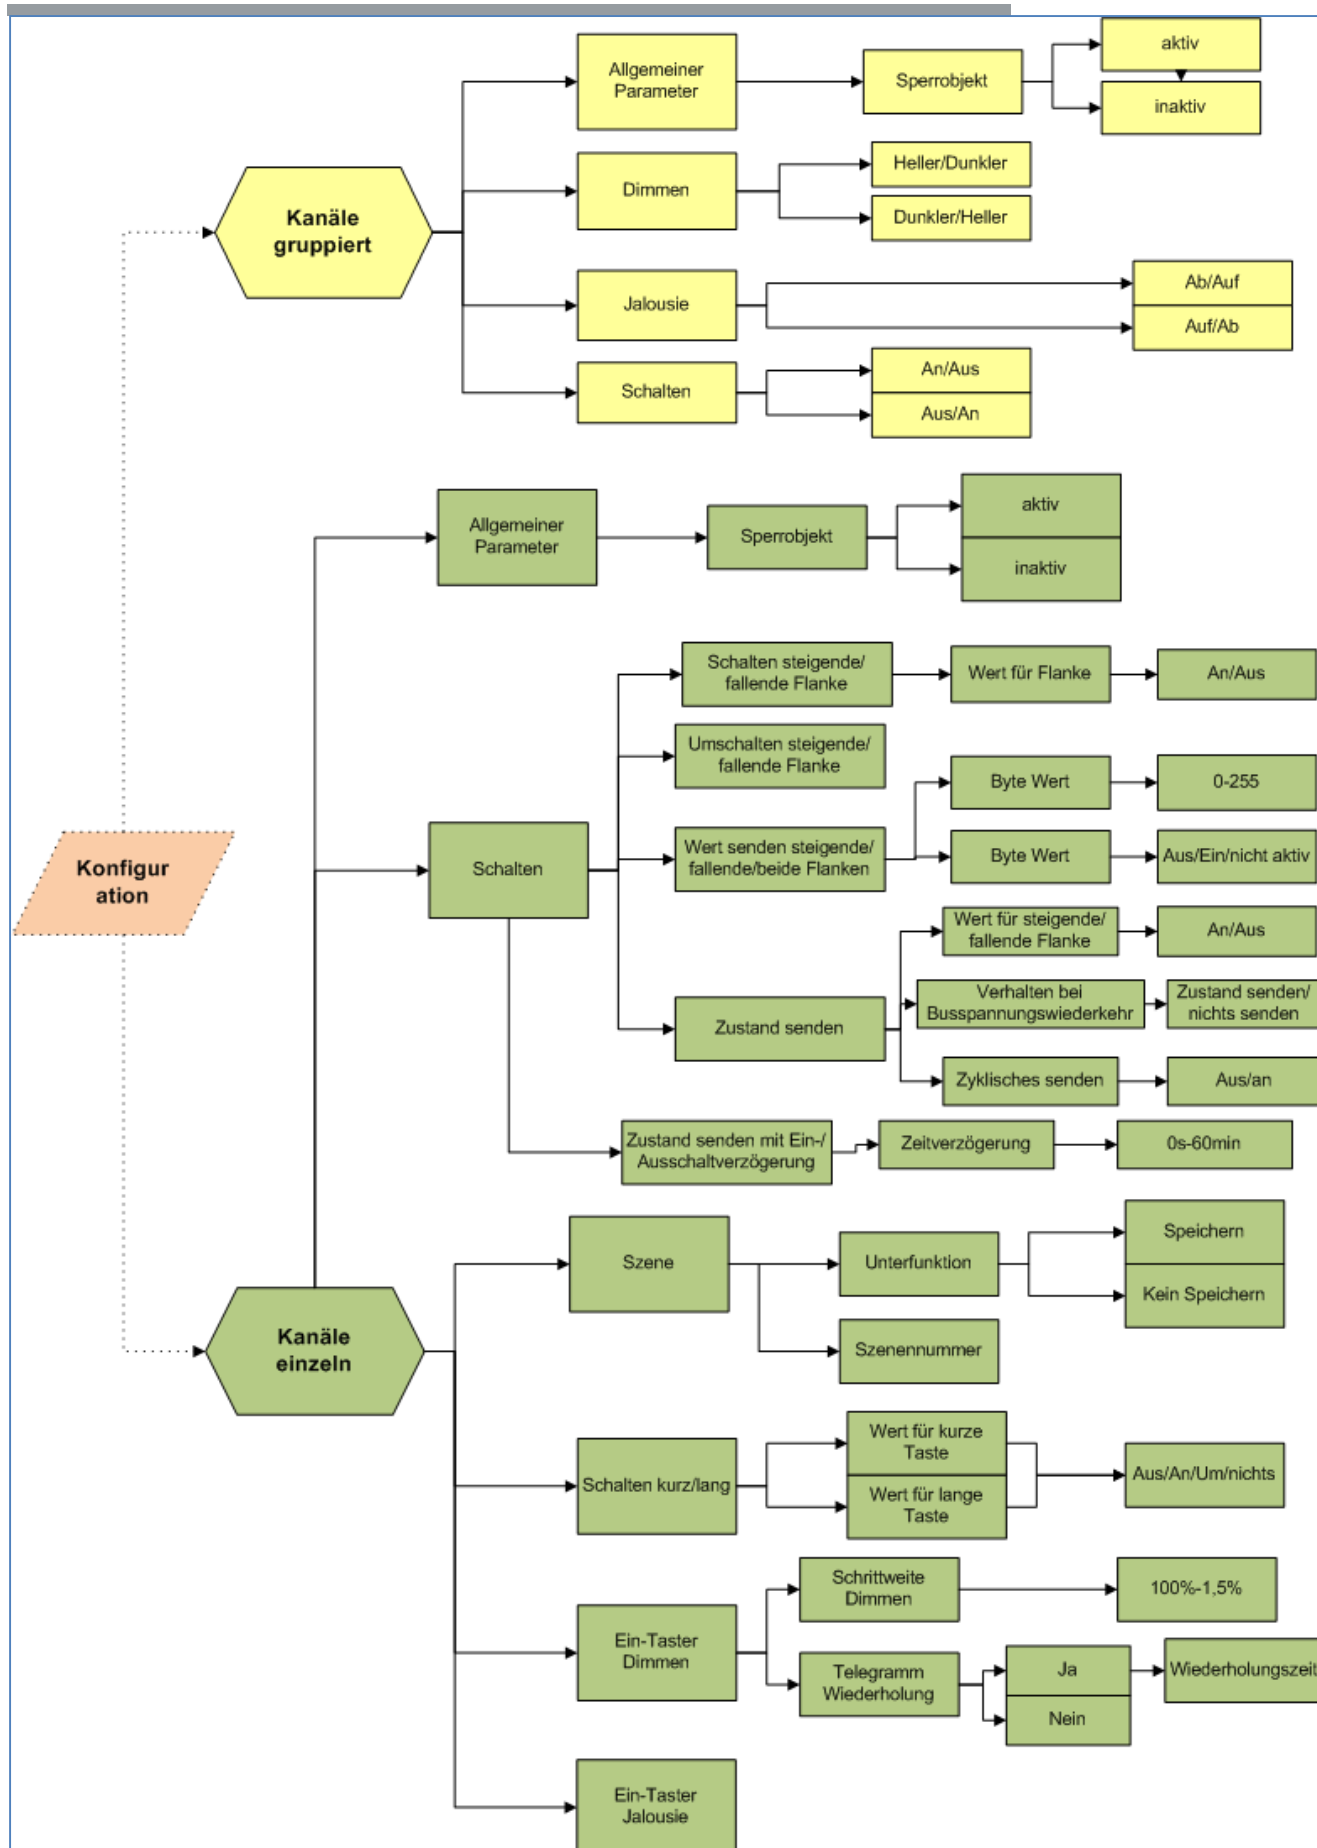 Allgemeiner
Parameter
Sperrobjekt
aktiv
inaktiv
Kanäle
gruppiert
Dimmen
Heller/Dunkler
Dunkler/Heller
Jalousie
Ab/Auf
Auf/Ab
Schalten
An/Aus
Aus/An
Allgemeiner
Parameter
Sperrobjekt
aktiv
inaktiv
Konfigur
ation
Schalten
Schalten steigende/
fallende Flanke
Wert für Flanke
An/Aus
Umschalten steigende/
fallende Flanke
Wert senden steigende/
fallende/beide Flanken
Byte Wert
0-255
Byte Wert
Aus/Ein/nicht aktiv
Zustand senden
Wert für steigende/
fallende Flanke
An/Aus
Verhalten bei
Busspannungswiederkehr
Zustand senden/
nichts senden
Zyklisches senden
Aus/an
Zustand senden mit Ein-/
Ausschaltverzögerung
Zeitverzögerung
0s-60min
Kanäle
einzeln
Szene
Unterfunktion
Speichern
Kein Speichern
Szenennummer
Schalten kurz/lang
Wert für kurze
Taste
Wert für lange
Taste
Aus/An/Um/nichts
Ein-Taster
Dimmen
Schrittweite
Dimmen
100%-1,5%
Telegramm
Wiederholung
Ja
Nein
Wiederholungszeit
Ein-Taster
Jalousie